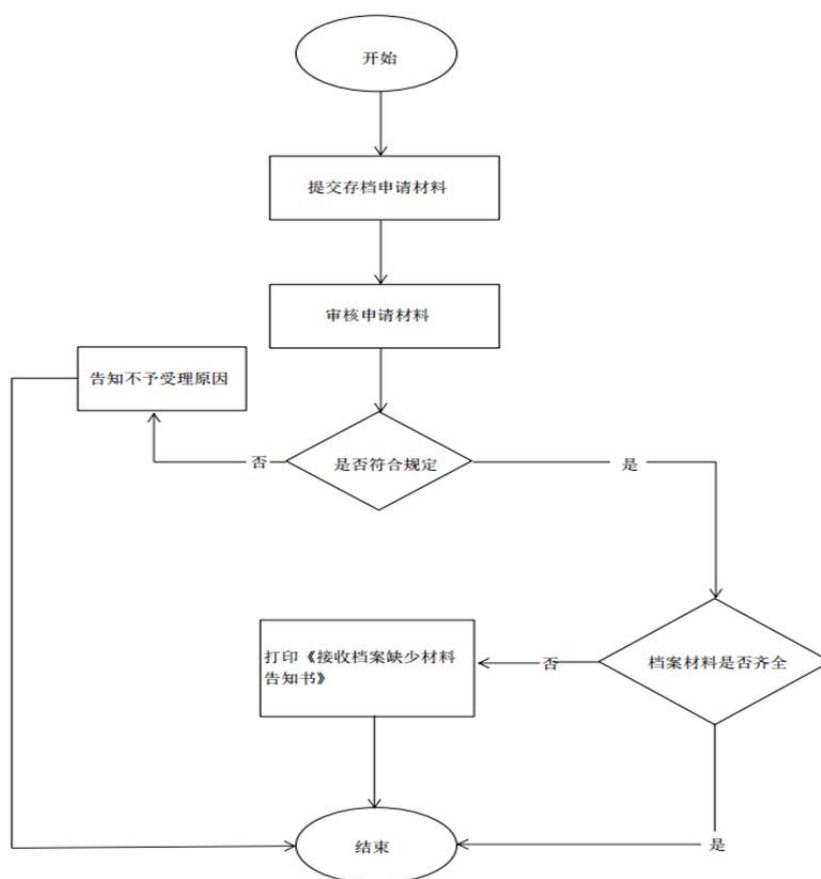 开始
提交存档申请材料
审核申请材料
告知不予受理原因
否
是否符合规定
是
打印《接收档案缺少材料
告知书》
否
档案材料是否齐全
结束
是